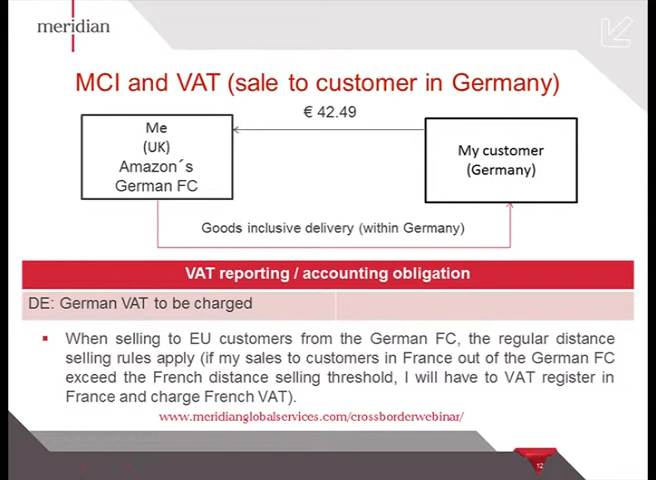 meridian
MCI and VAT (sale to customer in Germany)
€ 42.49
Me
(UK)
Amazon´s
German FC
My customer
(Germany)
Goods inclusive delivery (within Germany)
VAT reporting / accounting obligation
DE: German VAT to be charged
When selling to EU customers from the German FC, the regular distance
selling rules apply (if my sales to customers in France out of the German FC
exceed the French distance selling threshold, I will have to VAT register in
France and charge French VAT).
www.meridianglobalservices.com/crossborderwebinar/
12